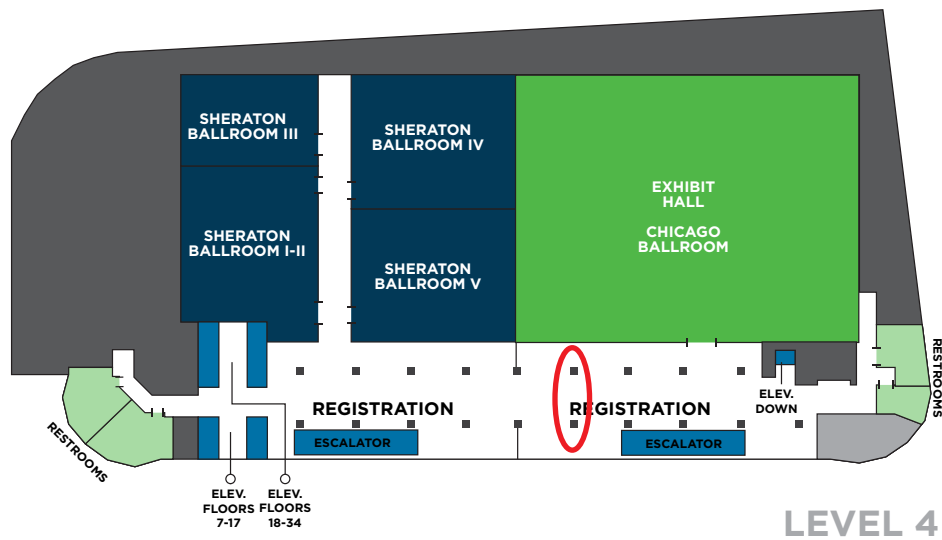 SHERATON
BALLROOM III
SHERATON
BALLROOM IV
EXHIBIT
HALL
CHICAGO
BALLROOM
SHERATON
BALLROOM I-II
SHERATON
BALLROOM V
RESTROOMS
REGISTRATION
REGISTRATION
ELEV.
DOWN
RESTROOMS
ESCALATOR
ESCALATOR
ELEV.
FLOORS
7-17
ELEV.
FLOORS
18-34
LEVEL 4